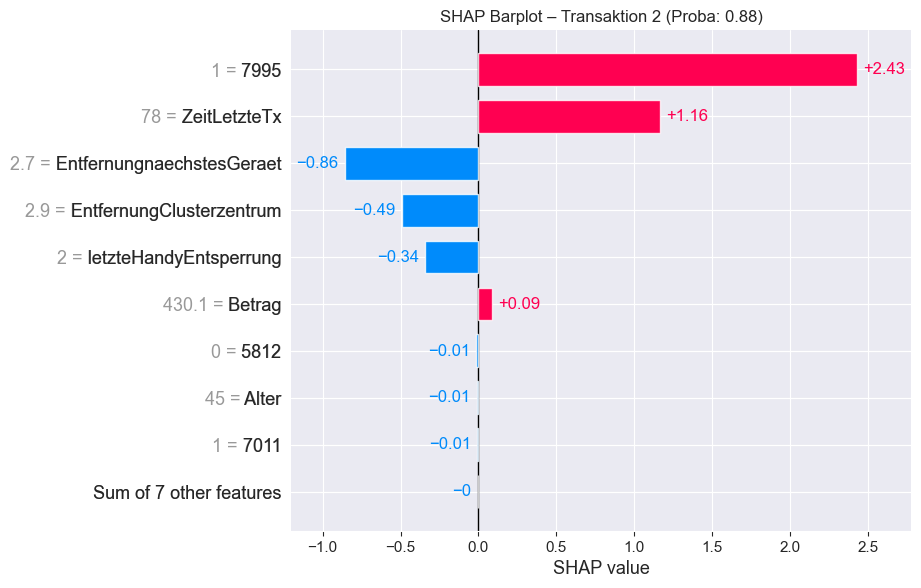 SHAP Barplot – Transaktion 2 (Proba: 0.88)
1 = 7995
+2.43
78 = ZeitLetzteTx
+1.16
2.7 = EntfernungnaechstesGeraet
−0.86
2.9 = EntfernungClusterzentrum
−0.49
2 = letzteHandyEntsperrung
−0.34
430.1 = Betrag
+0.09
0 = 5812
−0.01
45 = Alter
−0.01
1 = 7011
−0.01
Sum of 7 other features
−0
−1.0 −0.5 0.0 0.5 1.0 1.5 2.0 2.5
SHAP value